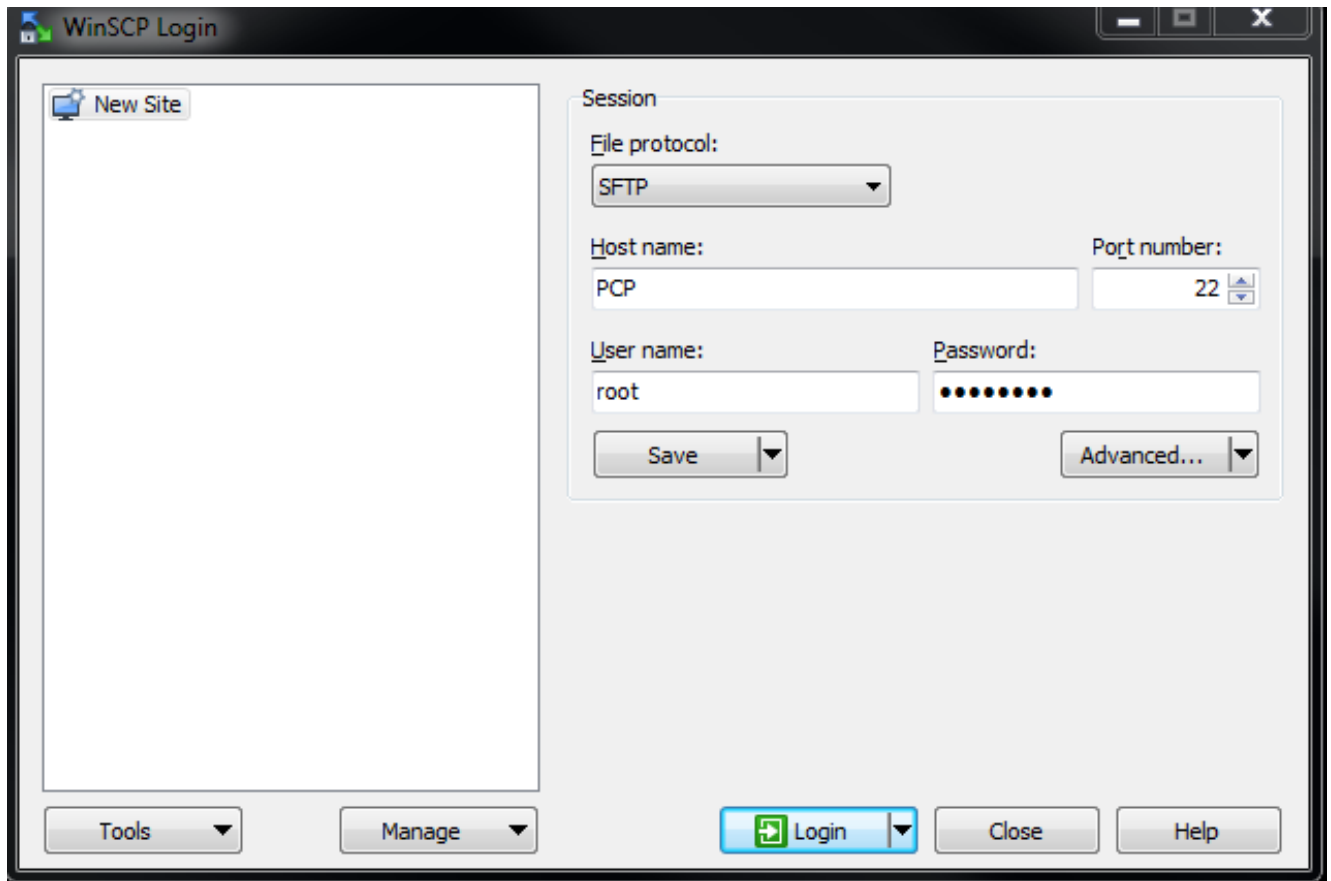 WinSCP Login
New Site
Session
File protocol:
SFTP
Host name: Port number:
PCP 22
User name: Password:
root ••••••••
Save Advanced...
Tools Manage Login Close Help